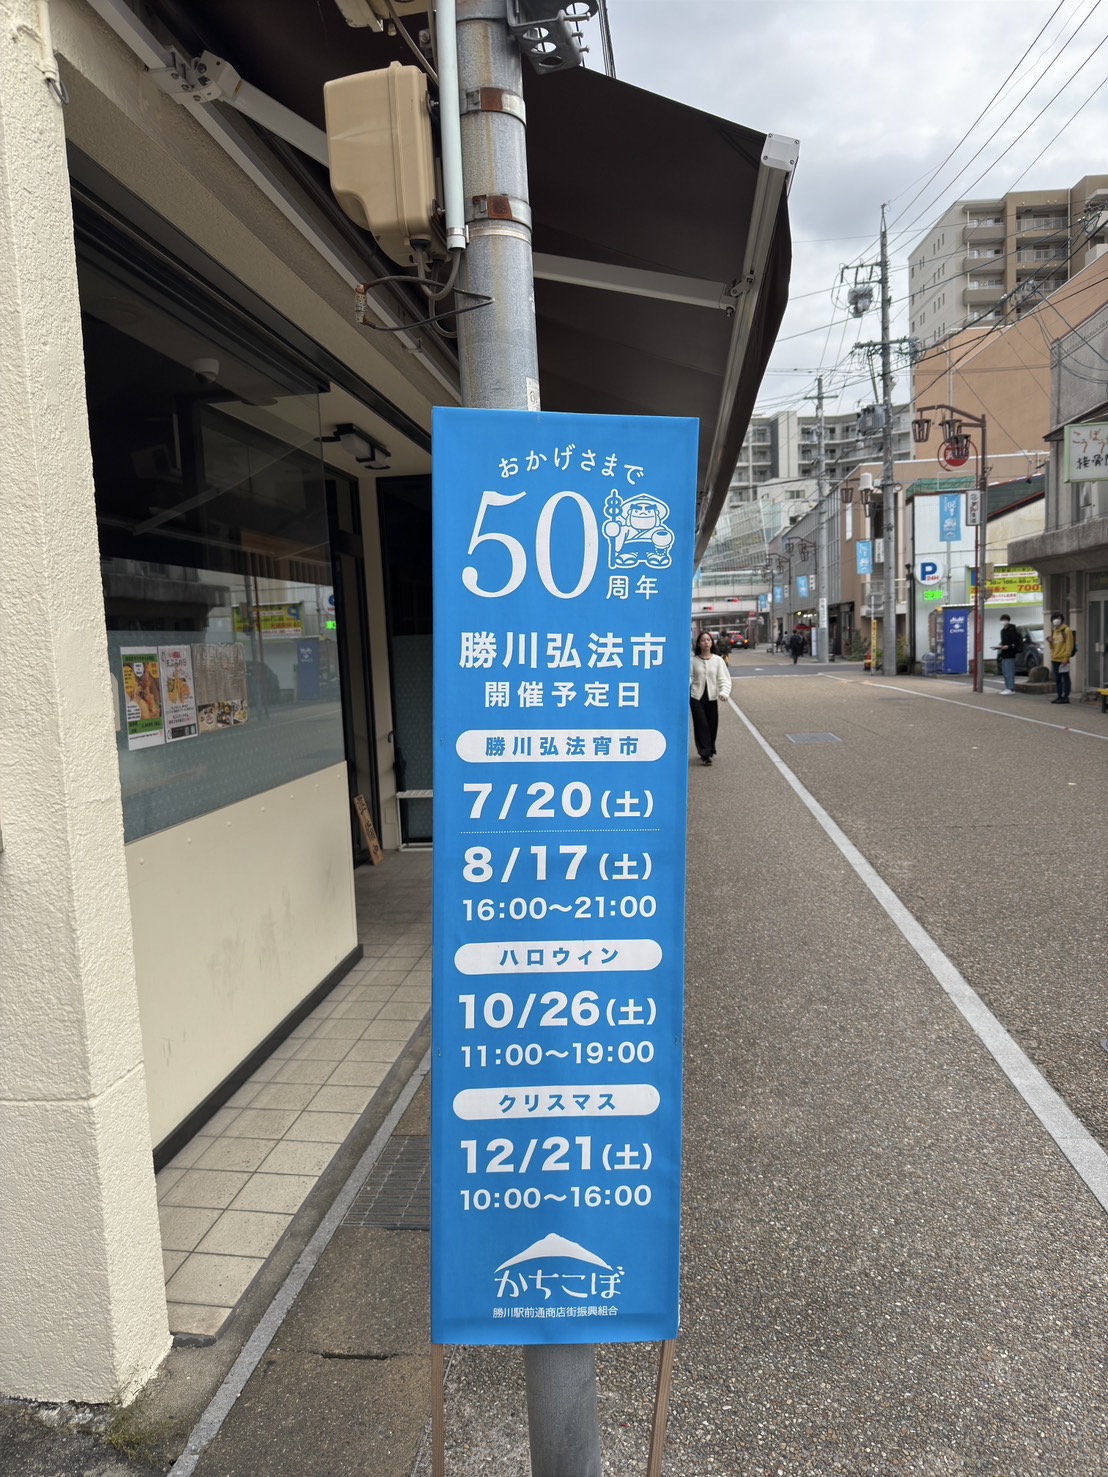 おかげさまで
50
周年
勝川弘法市
開催予定日
勝川弘法宵市
7/20(土)
8/17(土)
16:00〜21:00
ハロウィン
10/26(土)
11:00〜19:00
クリスマス
12/21(土)
10:00〜16:00
かちこぼ
勝川駅前通商店街振興組合
P
24H
Asahi